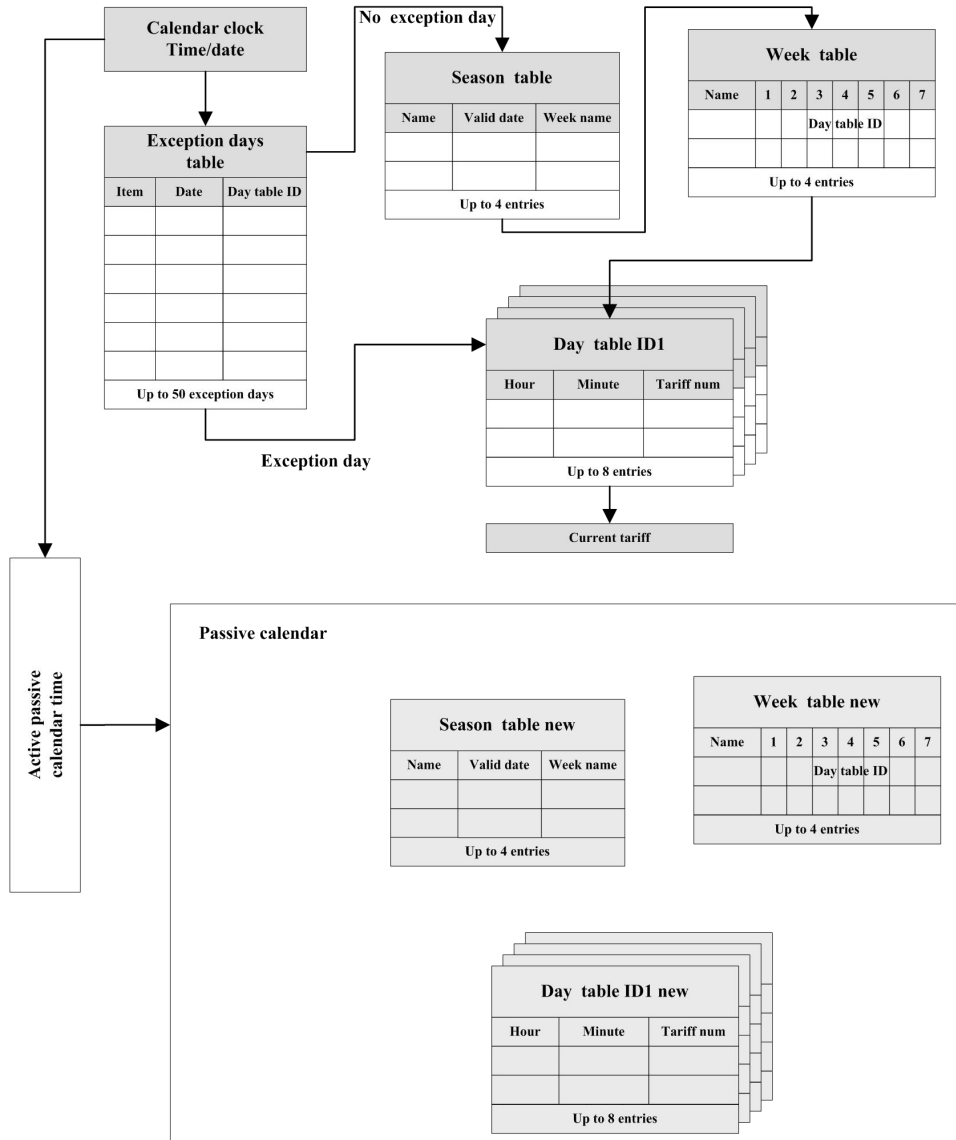 No exception day
Calendar clock
Time/date
Season table
Name Valid date Week name
Up to 4 entries
Week table
Name 1 2 3 4 5 6 7
Day table ID
Up to 4 entries
Exception days
table
Item Date Day table ID
Up to 50 exception days
Exception day
Day table ID1
Hour Minute Tariff num
Up to 8 entries
Current tariff
Active passive
calendar time
Passive calendar
Season table new
Name Valid date Week name
Up to 4 entries
Week table new
Name 1 2 3 4 5 6 7
Day table ID
Up to 4 entries
Day table ID1 new
Hour Minute Tariff num
Up to 8 entries